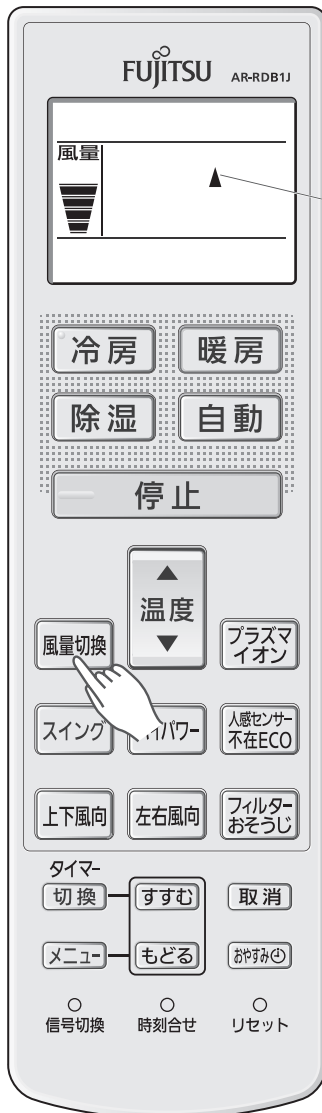 FUJITSU AR-RDB1J
風量
冷房 暖房
除湿 自動
停止
温度
風量切換
プラズマ
イオン
スイング
パワー
人感センサー
不在ECO
上下風向 左右風向
フィルター
おそうじ
タイマー
切換 すすむ 取消
メニュー もどる おやすみ
信号切換 時刻合せ リセット